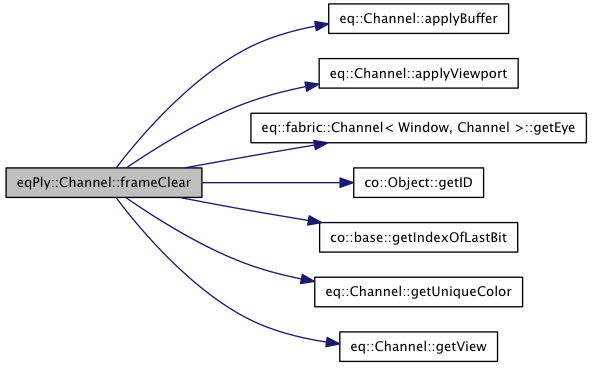 eq::Channel::applyBuffer
eq::Channel::applyViewport
eq::fabric::Channel< Window, Channel >::getEye
eqPly::Channel::frameClear
co::Object::getID
co::base::getIndexOfLastBit
eq::Channel::getUniqueColor
eq::Channel::getView